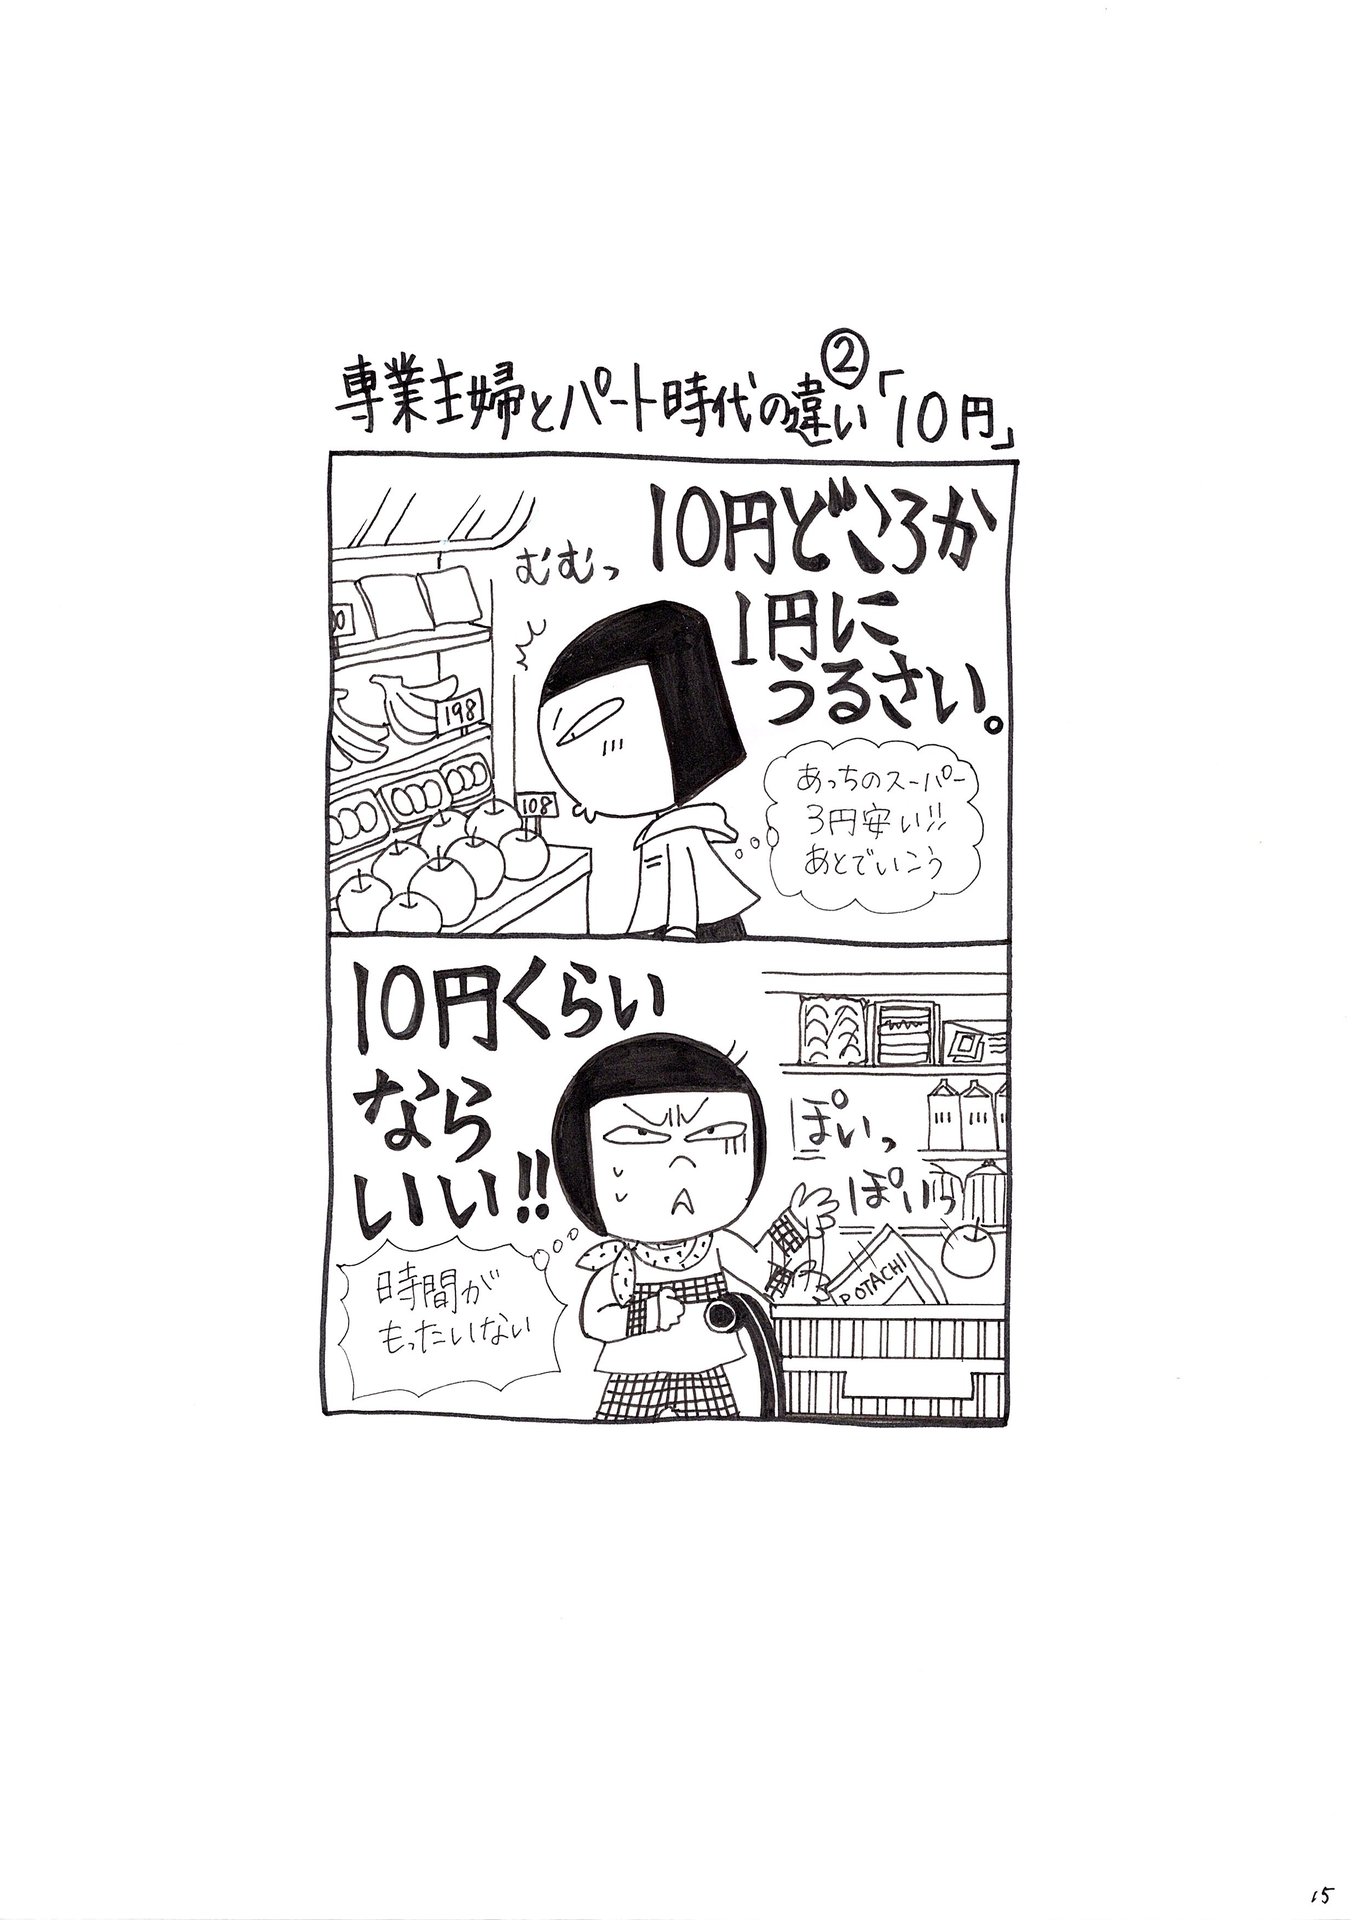 専業主婦とパート時代の違い②「10円」
10円どころか
1円に
うるさい。
むむっ
198
108
あっちのスーパー
3円安い!!
あとでいこう
10円くらい
なら
いい!!
ぽいっ
ぽいっ
時間が
もったいない
POTACHI
15